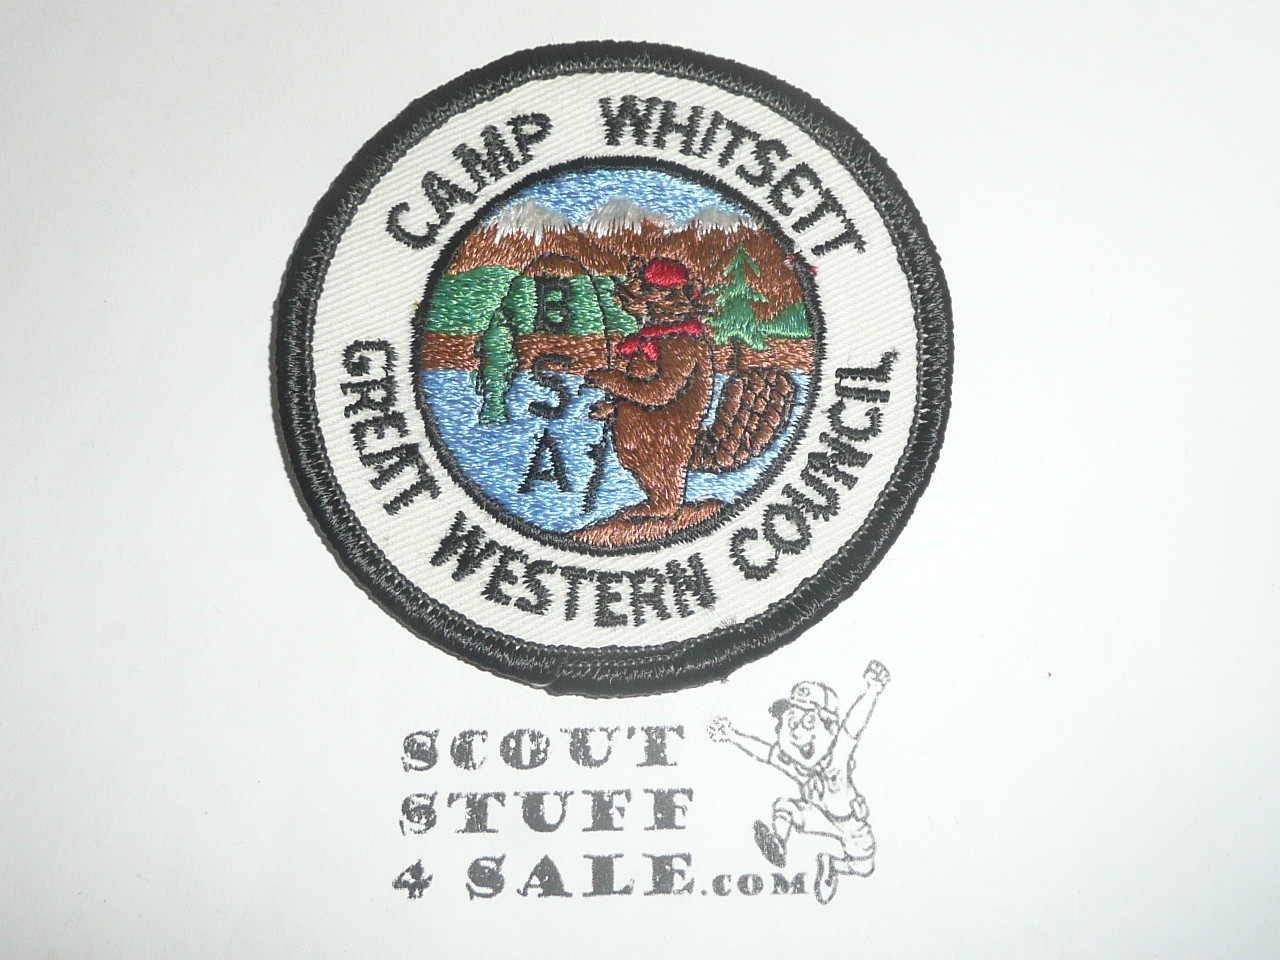 CAMP WHITSETT
B
S
A
GREAT WESTERN COUNCIL
SCOUT
STUFF
4 SALE.COM